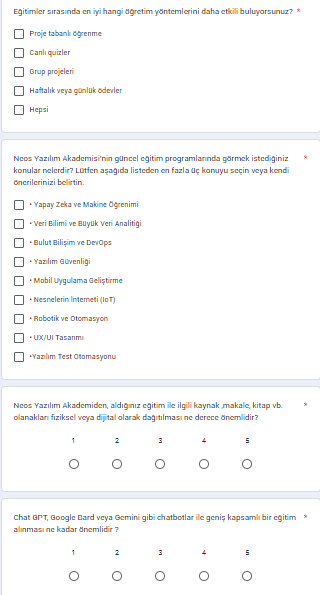 Eğitimler sırasında en iyi hangi öğretim yöntemlerini daha etkili buluyorsunuz? *
Proje tabanlı öğrenme
Canlı quizler
Grup projeleri
Haftalık veya günlük ödevler
Hepsi
Neos Yazılım Akademisi'nin güncel eğitim programlarında görmek istediğiniz *
konular nelerdir? Lütfen aşağıda listeden en fazla üç konuyu seçin veya kendi
önerilerinizi belirtin.
• Yapay Zeka ve Makine Öğrenimi
• Veri Bilimi ve Büyük Veri Analitiği
• Bulut Bilişim ve DevOps
• Yazılım Güvenliği
• Mobil Uygulama Geliştirme
• Nesnelerin İnterneti (IoT)
• Robotik ve Otomasyon
• UX/UI Tasarımı
•Yazılım Test Otomasyonu
Neos Yazılım Akademiden, aldığınız eğitim ile ilgili kaynak ,makale, kitap vb. *
olanakları fiziksel veya dijital olarak dağıtılması ne derece önemlidir?
1 2 3 4 5
Chat GPT, Google Bard veya Gemini gibi chatbotlar ile geniş kapsamlı bir eğitim *
alınması ne kadar önemlidir ?
1 2 3 4 5